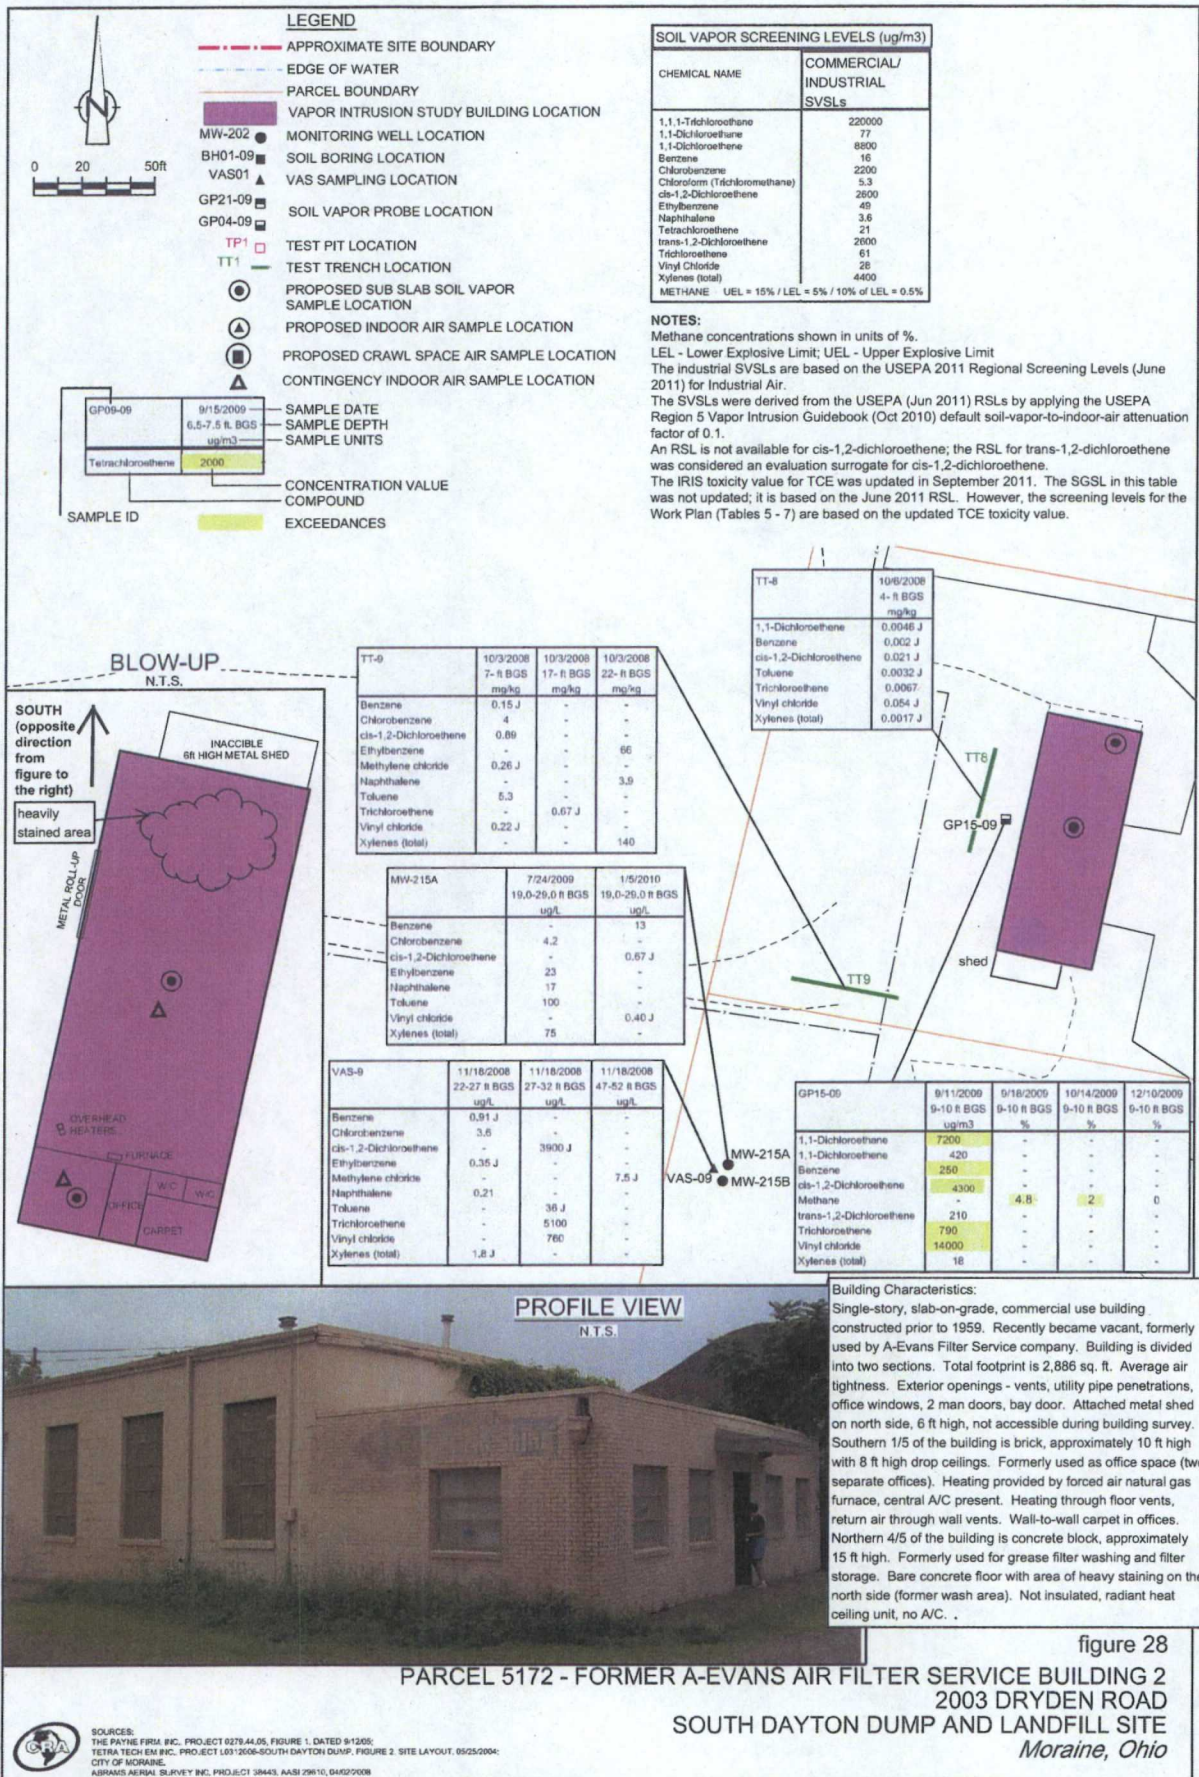 LEGEND
APPROXIMATE SITE BOUNDARY
EDGE OF WATER
PARCEL BOUNDARY
VAPOR INTRUSION STUDY BUILDING LOCATION
MW-202 MONITORING WELL LOCATION
BH01-09 SOIL BORING LOCATION
VAS01 VAS SAMPLING LOCATION
GP21-09
GP04-09 SOIL VAPOR PROBE LOCATION
TP1 TEST PIT LOCATION
TT1 TEST TRENCH LOCATION
PROPOSED SUB SLAB SOIL VAPOR
SAMPLE LOCATION
PROPOSED INDOOR AIR SAMPLE LOCATION
PROPOSED CRAWL SPACE AIR SAMPLE LOCATION
CONTINGENCY INDOOR AIR SAMPLE LOCATION
N
0 20 50ft
GP09-09 9/15/2009 SAMPLE DATE
6.5-7.5 ft. BGS SAMPLE DEPTH
ug/m3 SAMPLE UNITS
Tetrachloroethene 2000
CONCENTRATION VALUE
COMPOUND
SAMPLE ID
EXCEEDANCES
SOIL VAPOR SCREENING LEVELS (ug/m3)
CHEMICAL NAME COMMERCIAL/
INDUSTRIAL
SVSLs
1,1,1-Trichloroethane 220000
1,1-Dichloroethane 77
1,1-Dichloroethene 8800
Benzene 16
Chlorobenzene 2200
Chloroform (Trichloromethane) 5.3
cis-1,2-Dichloroethene 2600
Ethylbenzene 49
Naphthalene 3.6
Tetrachloroethene 21
trans-1,2-Dichloroethene 2600
Trichloroethene 61
Vinyl Chloride 28
Xylenes (total) 4400
METHANE UEL = 15% / LEL = 5% / 10% of LEL = 0.5%
NOTES:
Methane concentrations shown in units of %.
LEL - Lower Explosive Limit; UEL - Upper Explosive Limit
The industrial SVSLs are based on the USEPA 2011 Regional Screening Levels (June
2011) for Industrial Air.
The SVSLs were derived from the USEPA (Jun 2011) RSLs by applying the USEPA
Region 5 Vapor Intrusion Guidebook (Oct 2010) default soil-vapor-to-indoor-air attenuation
factor of 0.1.
An RSL is not available for cis-1,2-dichloroethene; the RSL for trans-1,2-dichloroethene
was considered an evaluation surrogate for cis-1,2-dichloroethene.
The IRIS toxicity value for TCE was updated in September 2011. The SGSL in this table
was not updated; it is based on the June 2011 RSL. However, the screening levels for the
Work Plan (Tables 5 - 7) are based on the updated TCE toxicity value.
TT-8 10/6/2008
4- ft BGS
mg/kg
1,1-Dichloroethene 0.0046 J
Benzene 0.002 J
cis-1,2-Dichloroethene 0.021 J
Toluene 0.0032 J
Trichloroethene 0.0067
Vinyl chloride 0.054 J
Xylenes (total) 0.0017 J
BLOW-UP
N.T.S.
SOUTH
(opposite
direction
from
figure to
the right)
INACCIBLE
6ft HIGH METAL SHED
heavily
stained area
METAL ROLL-UP
DOOR
OVERHEAD
HEATERS
FURNACE
W/C
W/C
OFFICE
CARPET
TT-9 10/3/2008 10/3/2008 10/3/2008
7- ft BGS 17- ft BGS 22- ft BGS
mg/kg mg/kg mg/kg
Benzene 0.15 J - -
Chlorobenzene 4 - -
cis-1,2-Dichloroethene 0.89 - -
Ethylbenzene - - 66
Methylene chloride 0.26 J - -
Naphthalene - - 3.9
Toluene 5.3 - -
Trichloroethene - 0.67 J -
Vinyl chloride 0.22 J - -
Xylenes (total) - - 140
TT8
GP15-09
shed
TT9
MW-215A 7/24/2009 1/5/2010
19.0-29.0 ft BGS 19.0-29.0 ft BGS
ug/L ug/L
Benzene - 13
Chlorobenzene 4.2 -
cis-1,2-Dichloroethene - 0.67 J
Ethylbenzene 23 -
Naphthalene 17 -
Toluene 100 -
Vinyl chloride - 0.40 J
Xylenes (total) 75 -
VAS-9 11/18/2008 11/18/2008 11/18/2008
22-27 ft BGS 27-32 ft BGS 47-52 ft BGS
ug/L ug/L ug/L
Benzene 0.91 J - -
Chlorobenzene 3.6 - -
cis-1,2-Dichloroethene - 3900 J -
Ethylbenzene 0.35 J - -
Methylene chloride - - 7.5 J
Naphthalene 0.21 - -
Toluene - 36 J -
Trichloroethene - 5100 -
Vinyl chloride - 760 -
Xylenes (total) 1.8 J - -
MW-215A
VAS-09 MW-215B
GP15-09 9/11/2009 9/18/2009 10/14/2009 12/10/2009
9-10 ft BGS 9-10 ft BGS 9-10 ft BGS 9-10 ft BGS
ug/m3 % % %
1,1-Dichloroethane 7200 - - -
1,1-Dichloroethene 420 - - -
Benzene 250 - - -
cis-1,2-Dichloroethene 4300 - - -
Methane - 4.8 2 0
trans-1,2-Dichloroethene 210 - - -
Trichloroethene 790 - - -
Vinyl chloride 14000 - - -
Xylenes (total) 18 - - -
PROFILE VIEW
N.T.S.
Building Characteristics:
Single-story, slab-on-grade, commercial use building
constructed prior to 1959. Recently became vacant, formerly
used by A-Evans Filter Service company. Building is divided
into two sections. Total footprint is 2,886 sq. ft. Average air
tightness. Exterior openings - vents, utility pipe penetrations,
office windows, 2 man doors, bay door. Attached metal shed
on north side, 6 ft high, not accessible during building survey.
Southern 1/5 of the building is brick, approximately 10 ft high
with 8 ft high drop ceilings. Formerly used as office space (tw
separate offices). Heating provided by forced air natural gas
furnace, central A/C present. Heating through floor vents,
return air through wall vents. Wall-to-wall carpet in offices.
Northern 4/5 of the building is concrete block, approximately
15 ft high. Formerly used for grease filter washing and filter
storage. Bare concrete floor with area of heavy staining on the
north side (former wash area). Not insulated, radiant heat
ceiling unit, no A/C. .
figure 28
PARCEL 5172 - FORMER A-EVANS AIR FILTER SERVICE BUILDING 2
2003 DRYDEN ROAD
SOUTH DAYTON DUMP AND LANDFILL SITE
Moraine, Ohio
CRA
SOURCES:
THE PAYNE FIRM, INC., PROJECT 0279.44.05, FIGURE 1, DATED 9/12/05;
TETRA TECH EM INC., PROJECT L0312606-SOUTH DAYTON DUMP, FIGURE 2. SITE LAYOUT, 05/25/2004;
CITY OF MORAINE,
ABRAMS AERIAL SURVEY INC, PROJECT 38443, AASI 29610, 04/02/2008